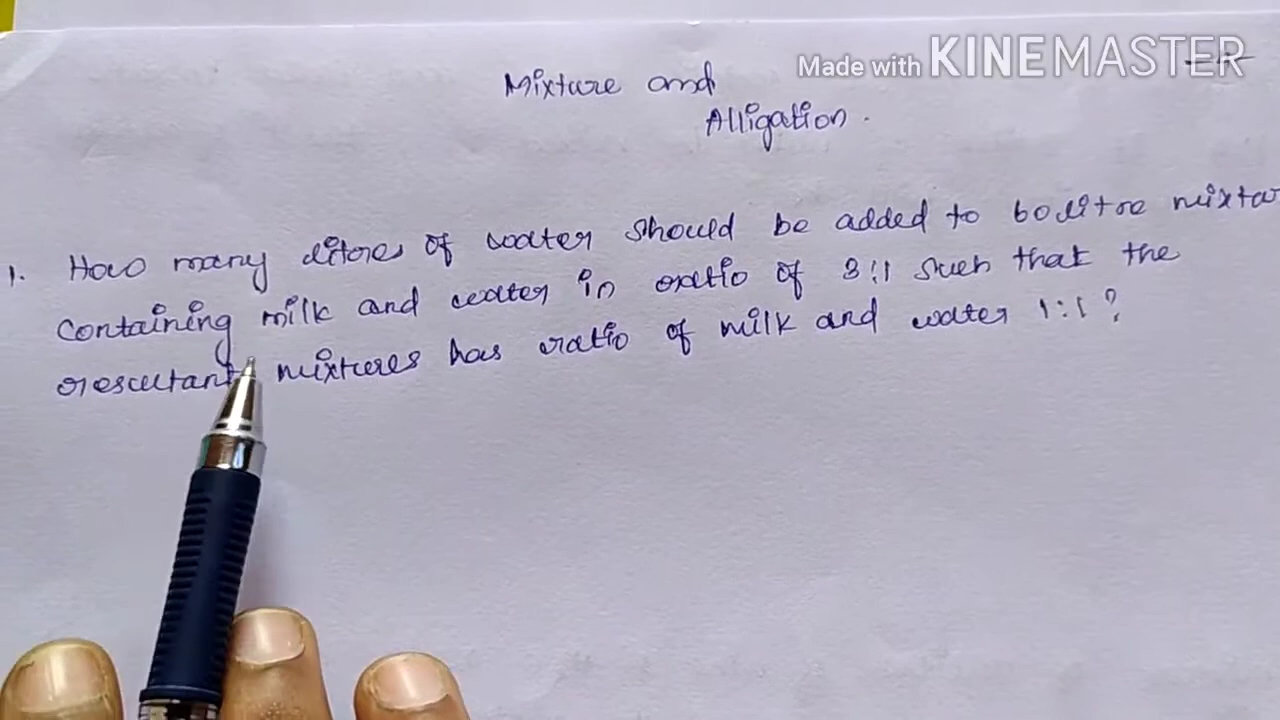 Made with KINEMASTER
Mixture and
Alligation.
1. How many litres of water should be added to 60 litre mixtur
containing milk and water in ratio of 3:1 such that the
resultant mixtures has ratio of milk and water 1:1?